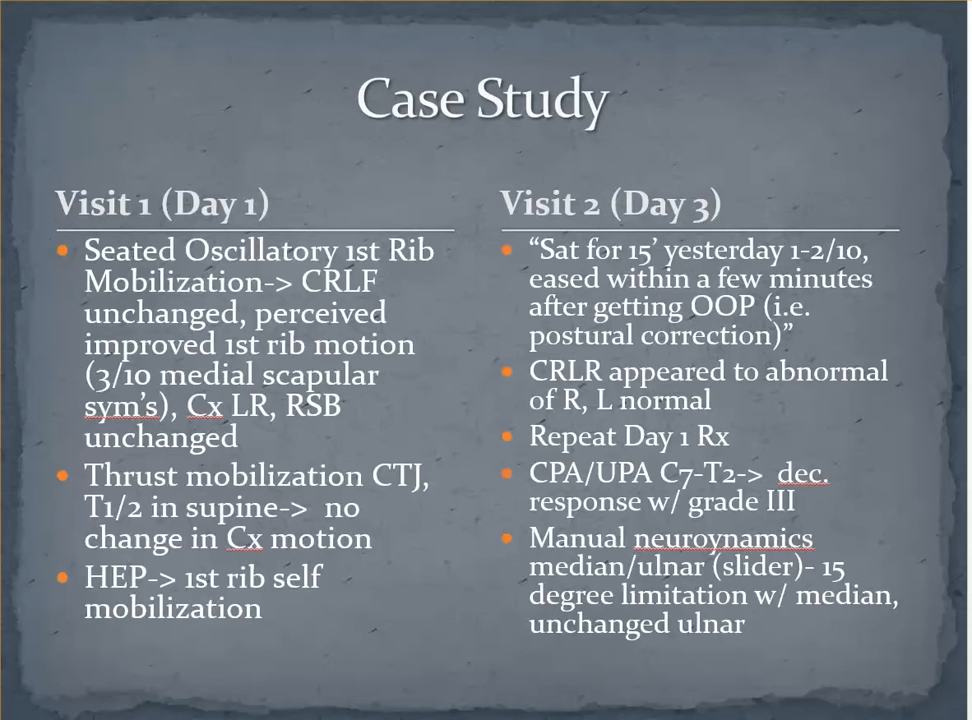 Case Study
Visit 1 (Day 1)
Seated Oscillatory 1st Rib
Mobilization-> CRLF
unchanged, perceived
improved 1st rib motion
(3/10 medial scapular
sym's), Cx LR, RSB
unchanged
Thrust mobilization CTJ,
T1/2 in supine-> no
change in Cx motion
HEP-> 1st rib self
mobilization
Visit 2 (Day 3)
“Sat for 15’ yesterday 1-2/10,
eased within a few minutes
after getting OOP (i.e.
postural correction)”
CRLR appeared to abnormal
of R, L normal
Repeat Day 1 Rx
CPA/UPA C7-T2-> dec.
response w/ grade III
Manual neuroynamics
median/ulnar (slider)- 15
degree limitation w/ median,
unchanged ulnar